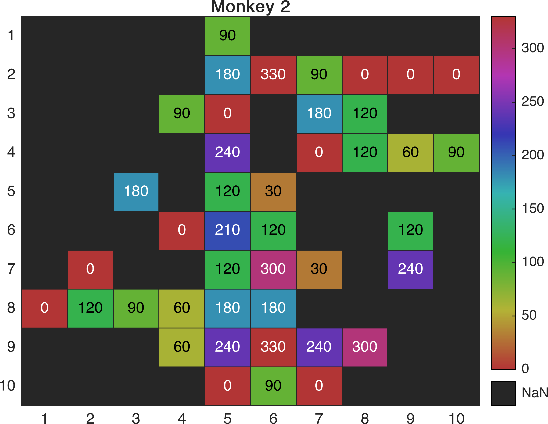 Monkey 2
1 90
2 180 330 90 0 0 0
3 90 0 180 120
4 240 0 120 60 90
5 180 120 30
6 0 210 120 120
7 0 120 300 30 240
8 0 120 90 60 180 180
9 60 240 330 240 300
10 0 90 0
1 2 3 4 5 6 7 8 9 10
300
250
200
150
100
50
0
NaN